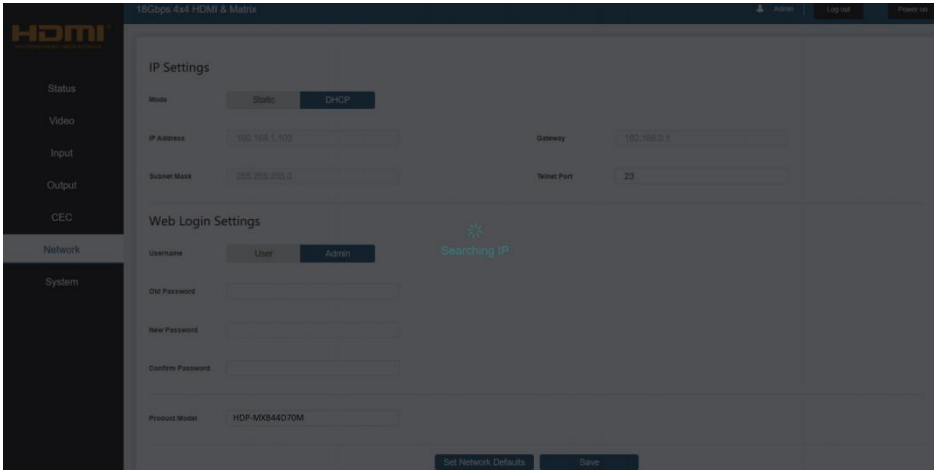 18Gbps 4x4 HDMI & Matrix
Admin
Log out
Power on
HDMI
Status
Video
Input
Output
CEC
Network
System
IP Settings
Mode Static DHCP
IP Address 192.168.1.100 Gateway 192.168.0.1
Susnet Mask 255.255.255.0 Telnet Port 23
Web Login Settings
Username User Admin
Searching IP
Old Password
New Password
Confirm Password
Product Model HDP-MXB44D70M
Set Network Defaults Save